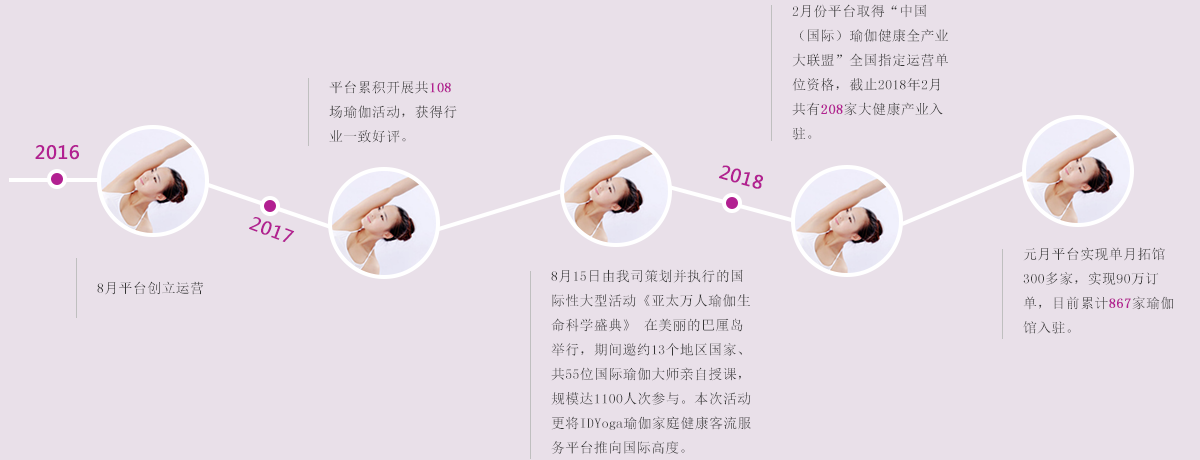 2016
8月平台创立运营
2017
平台累积开展共108
场瑜伽活动，获得行
业一致好评。
8月15日由我司策划并执行的国
际性大型活动《亚太万人瑜伽生
命科学盛典》 在美丽的巴厘岛
举行，期间邀约13个地区国家、
共55位国际瑜伽大师亲自授课，
规模达1100人次参与。本次活动
更将IDYoga瑜伽家庭健康客流服
务平台推向国际高度。
2018
2月份平台取得“中国
（国际）瑜伽健康全产业
大联盟”全国指定运营单
位资格，截止2018年2月
共有208家大健康产业入
驻。
元月平台实现单月拓馆
300多家，实现90万订
单，目前累计867家瑜伽
馆入驻。